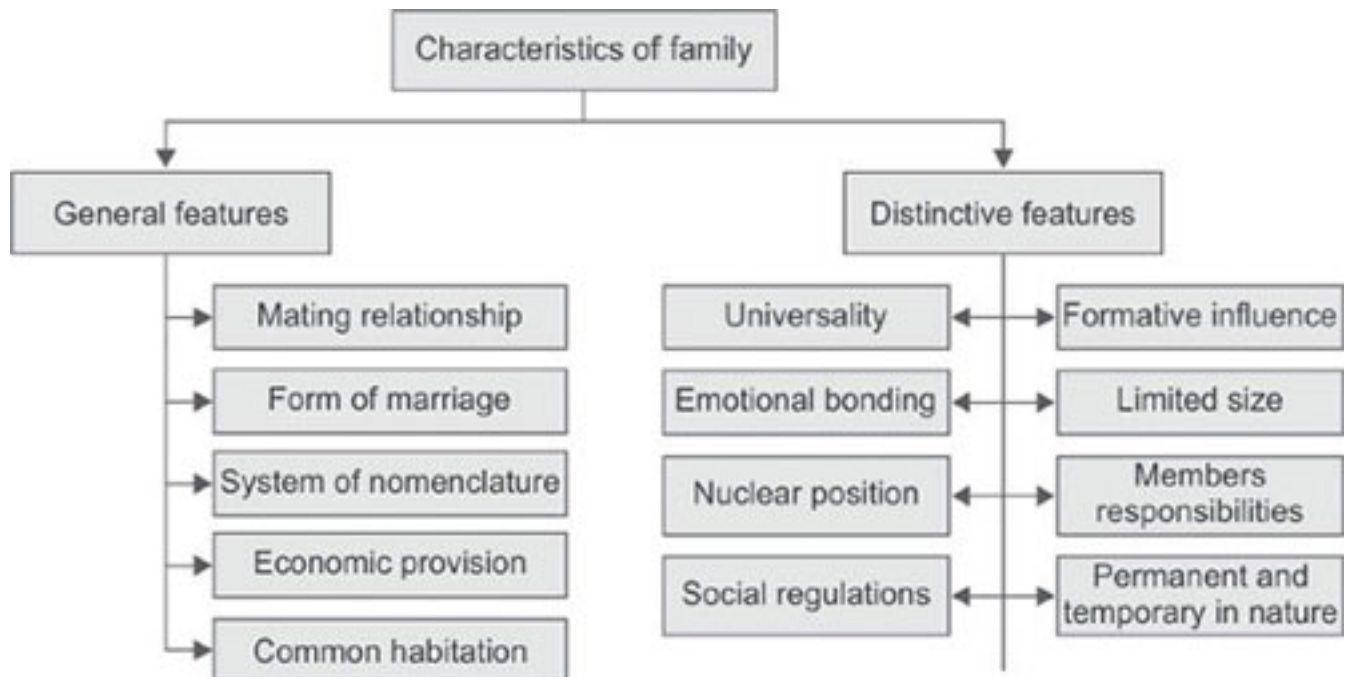 Characteristics of family
General features
Distinctive features
Mating relationship
Form of marriage
System of nomenclature
Economic provision
Common habitation
Universality
Formative influence
Emotional bonding
Limited size
Nuclear position
Members
responsibilities
Social regulations
Permanent and
temporary in nature